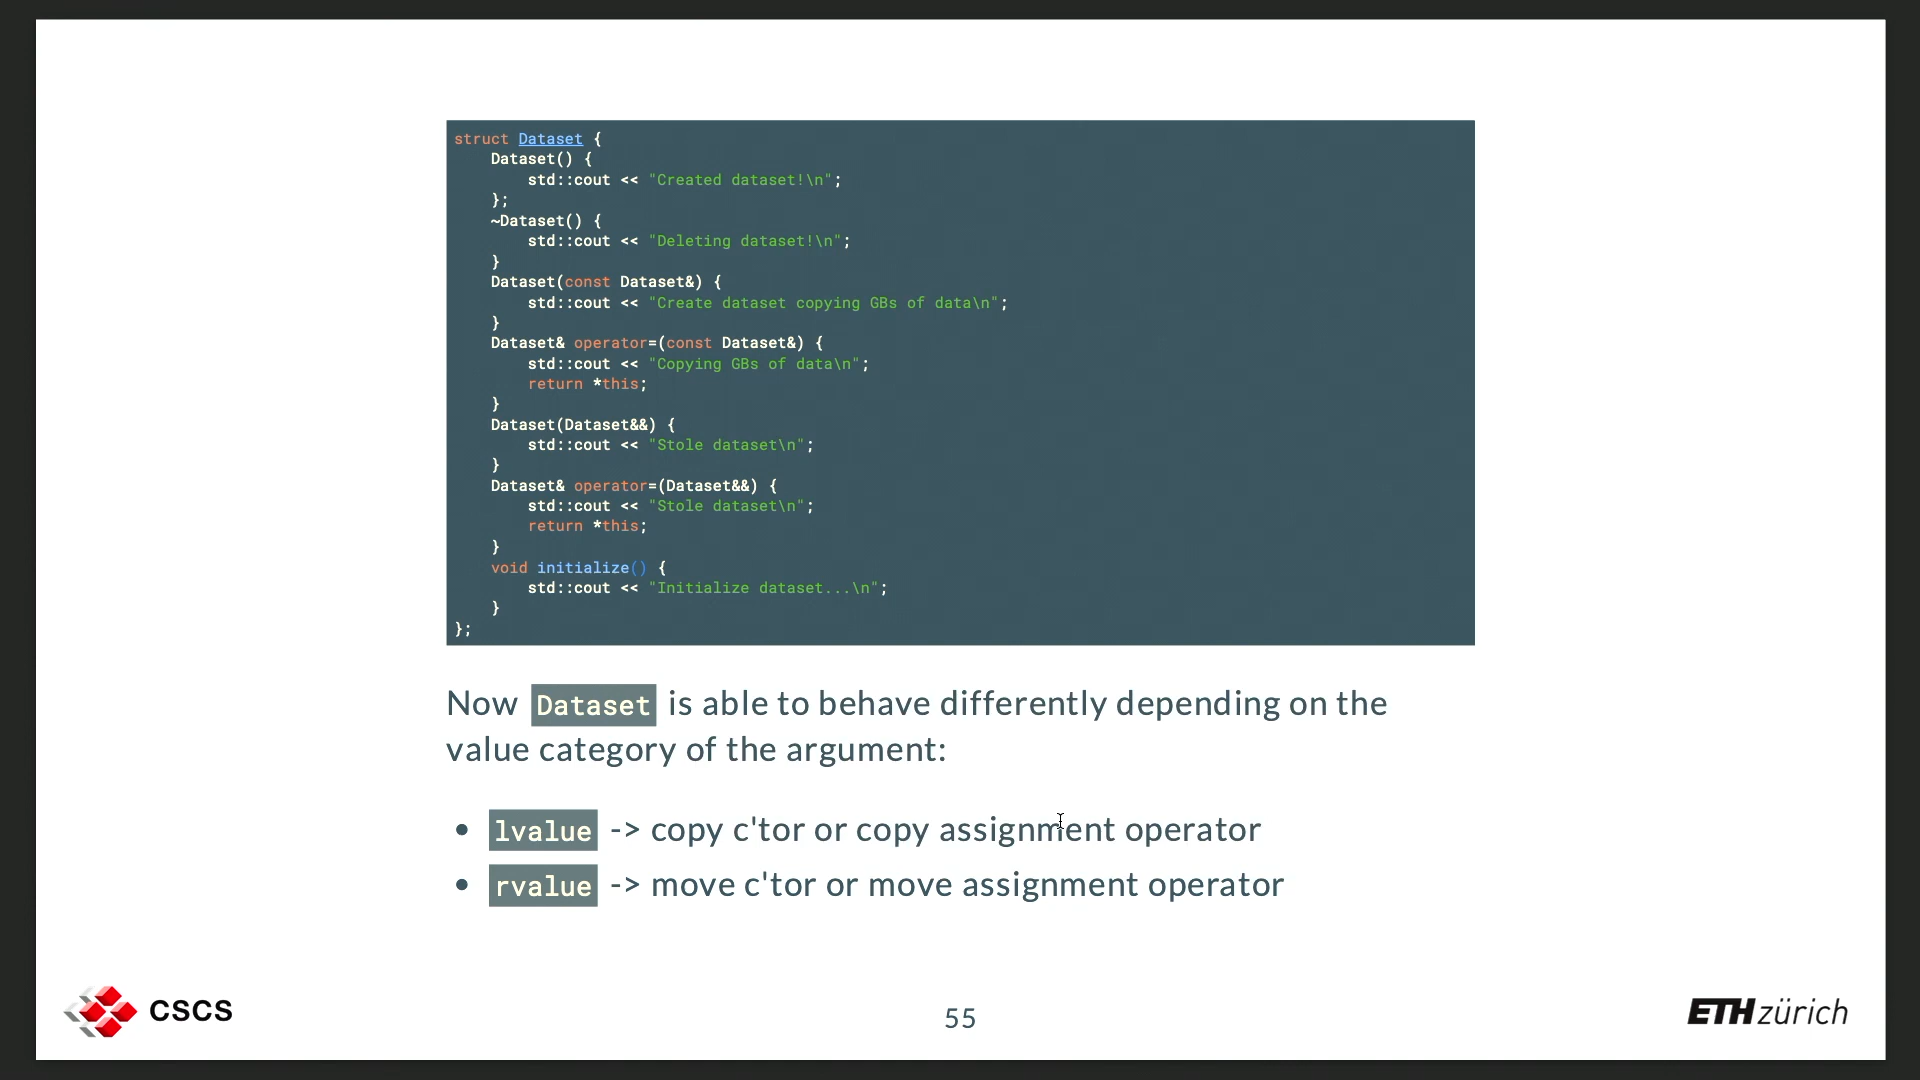 struct Dataset {
    Dataset() {
        std::cout << "Created dataset!\n";
    };
    ~Dataset() {
        std::cout << "Deleting dataset!\n";
    }
    Dataset(const Dataset&) {
        std::cout << "Create dataset copying GBs of data\n";
    }
    Dataset& operator=(const Dataset&) {
        std::cout << "Copying GBs of data\n";
        return *this;
    }
    Dataset(Dataset&&) {
        std::cout << "Stole dataset\n";
    }
    Dataset& operator=(Dataset&&) {
        std::cout << "Stole dataset\n";
        return *this;
    }
    void initialize() {
        std::cout << "Initialize dataset...\n";
    }
};
Now Dataset is able to behave differently depending on the
value category of the argument:
• lvalue -> copy c'tor or copy assignment operator
• rvalue -> move c'tor or move assignment operator
CSCS
55
ETH zürich